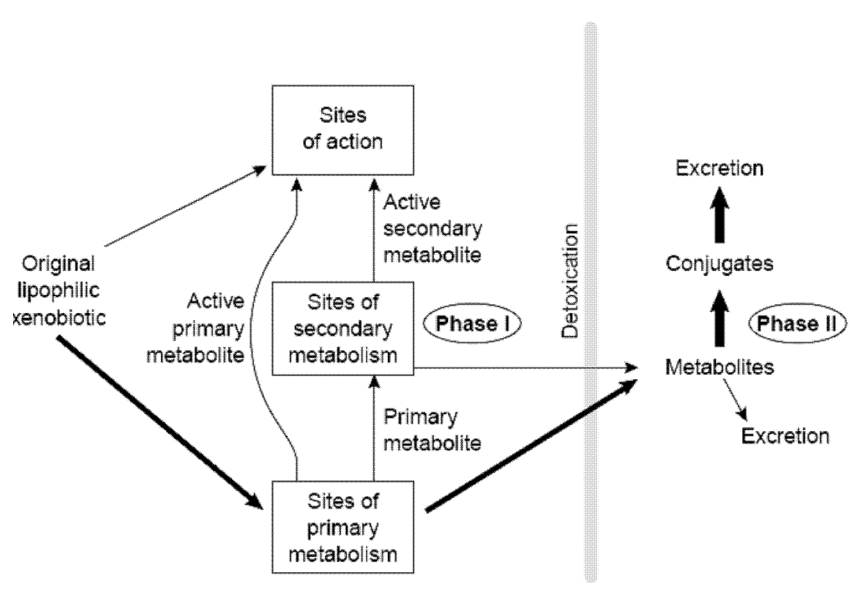 Sites
of action
Excretion
Active
secondary
metabolite
Original
lipophilic
xenobiotic
Conjugates
Detoxication
Active
primary
metabolite
Sites of
secondary
metabolism
Phase I
Phase II
Metabolites
Primary
metabolite
Excretion
Sites of
primary
metabolism